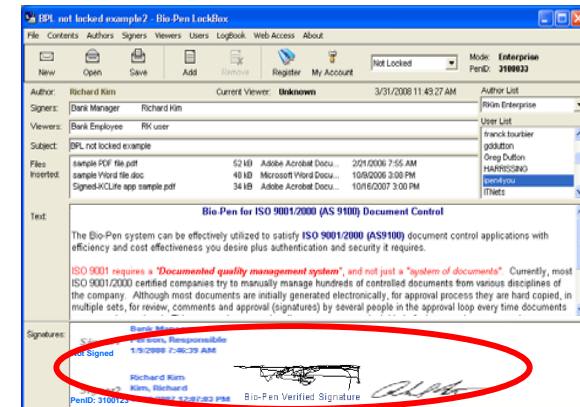 BPL not locked example2 - Bio-Pen LockBox
File Contents Authors Signers Viewers Users LogBook Web Access About
New Open Save Add Remove Register My Account Not Locked Mode: Enterprise
PenID: 3100033
Author: Richard Kim Current Viewer: Unknown 3/31/2008 11:49:27 AM Author List
Signers: Bank Manager Richard Kim RKim Enterprise
Viewers: Bank Employee RK user User List
franck.tourbier
gddutton
Greg Dutton
HARRISSING
ipen4you
ITNets
Subject: BPL not locked example
Files Inserted:
sample PDF file.pdf 52 kB Adobe Acrobat Docu... 2/21/2006 7:55 AM
sample Word file.doc 48 kB Microsoft Word Docu... 10/9/2006 3:08 PM
Signed-KCLife app sample.pdf 34 kB Adobe Acrobat Docu... 10/16/2007 3:00 PM
Text:
Bio-Pen for ISO 9001/2000 (AS 9100) Document Control
The Bio-Pen system can be effectively utilized to satisfy ISO 9001/2000 (AS9100) document control applications with
efficiency and cost effectiveness you desire plus authentication and security it requires.
ISO 9001 requires a "Documented quality management system", and not just a "system of documents". Currently, most
ISO 9001/2000 certified companies try to manually manage hundreds of controlled documents from various disciplines of
the company. Although most documents are initially generated electronically, for approval process they are hard copied, in
multiple sets, for review, comments and approval (signatures) by several people in the approval loop every time documents
Signatures:
Bank Manager
Person, Responsible
Not Signed 1/9/2008 7:46:39 AM
Richard Kim
Signer2 Kim, Richard
PenID: 3100123 2007 12:07:03 PM
Bio-Pen Verified Signature